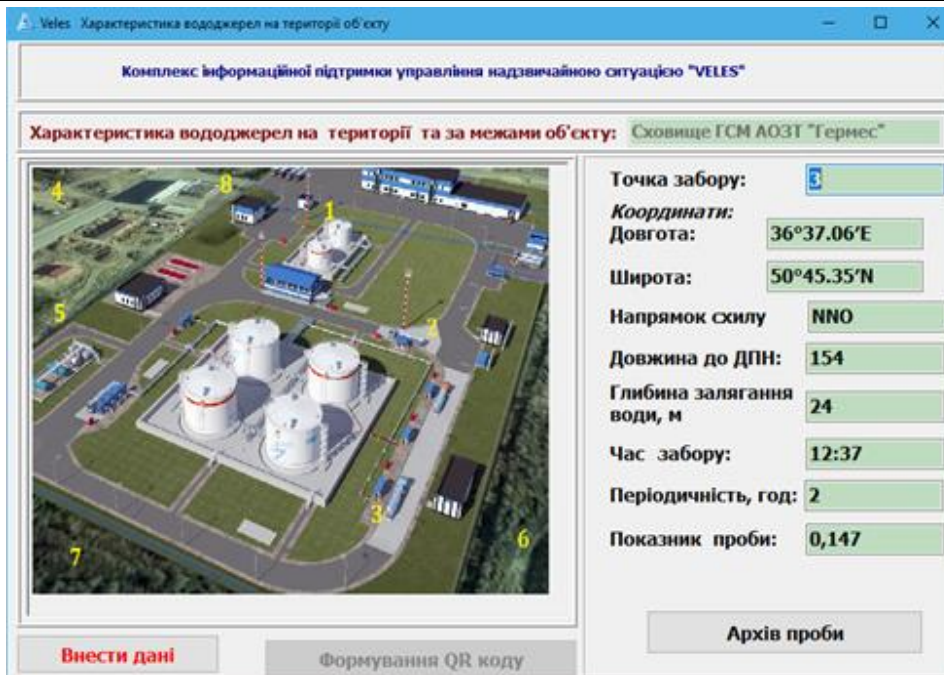 Veles Характеристика вододжерел на території об'єкту
Комплекс інформаційної підтримки управління надзвичайною ситуацією "VELES"
Характеристика вододжерел на території та за межами об'єкту: Сховище ГСМ АОЗТ "Гермес"
4
8
1
5
2
3
6
7
Точка забору: 3
Координати:
Довгота: 36°37.06′E
Широта: 50°45.35′N
Напрямок схилу NNO
Довжина до ДПН: 154
Глибина залягання
води, м 24
Час забору: 12:37
Періодичність, год: 2
Показник проби: 0,147
Архів проби
Внести дані
Формування QR коду